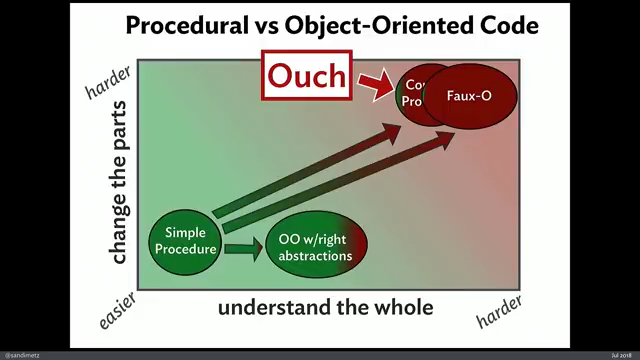 Procedural vs Object-Oriented Code
harder
Ouch
Faux-O
change the parts
Simple
Procedure
OO w/right
abstractions
easier
understand the whole
harder
@sandimetz
Jul 2018